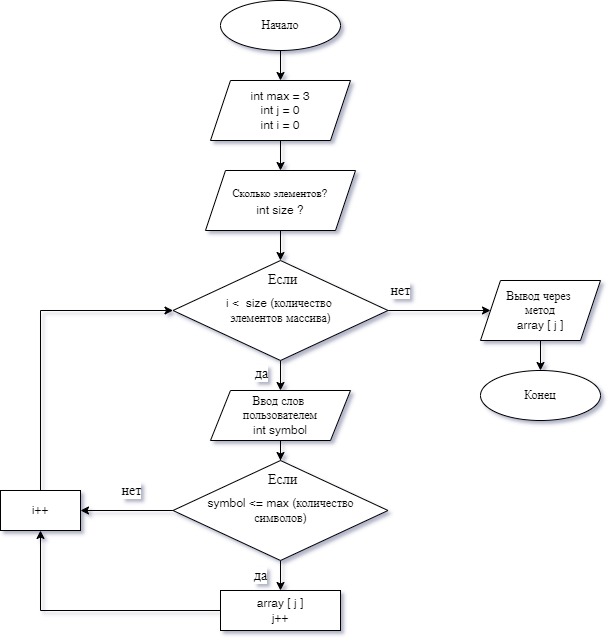 Начало
int max = 3
int j = 0
int i = 0
Сколько элементов?
int size ?
Если
i < size (количество
элементов массива)
нет
Вывод через
метод
array [ j ]
Конец
да
Ввод слов
пользователем
int symbol
Если
symbol <= max (количество
символов)
нет
i++
да
array [ j ]
j++